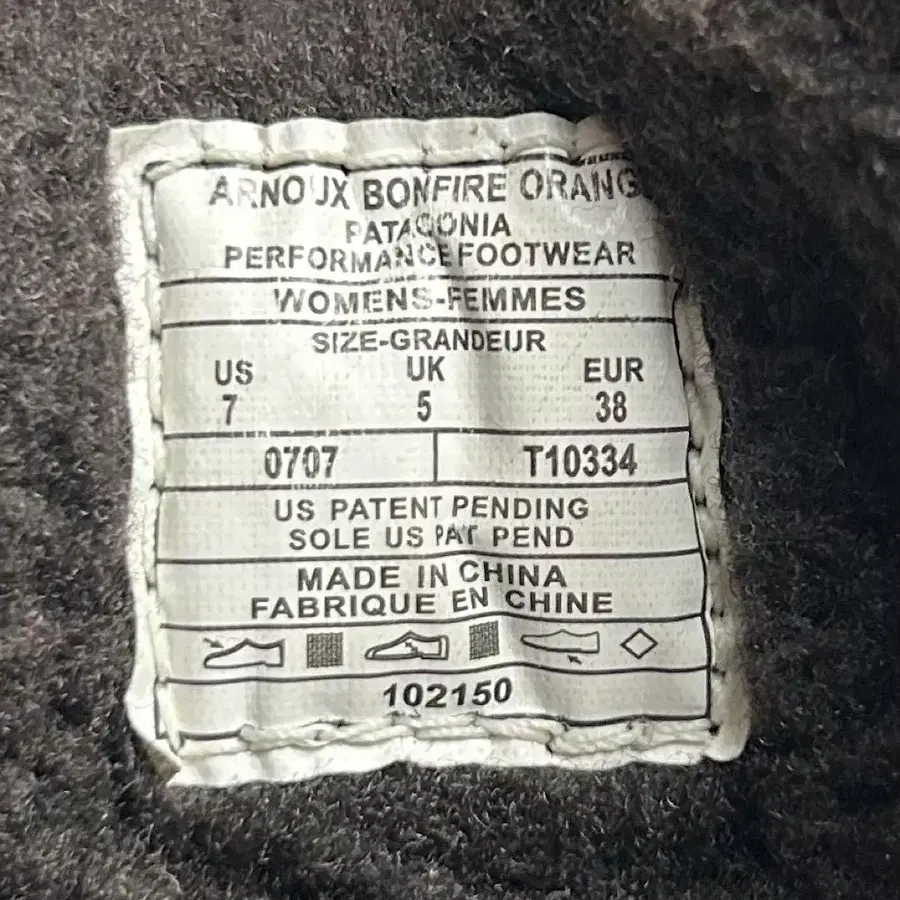 ARNOUX BONFIRE ORANG
PATAGONIA
PERFORMANCE FOOTWEAR
WOMENS-FEMMES
SIZE-GRANDEUR
US UK EUR
7 5 38
0707 T10334
US PATENT PENDING
SOLE US PAT PEND
MADE IN CHINA
FABRIQUE EN CHINE
102150